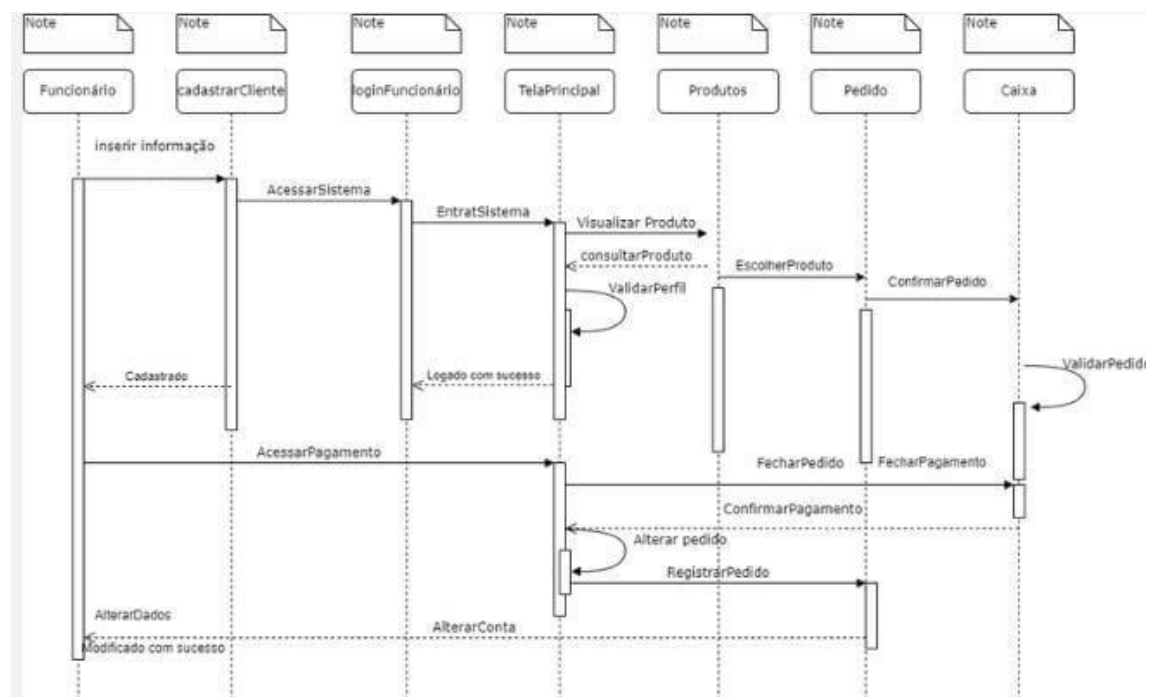 Note
Note
Note
Note
Note
Note
Note
Funcionário
cadastrarCliente
loginFuncionário
TelaPrincipal
Produtos
Pedido
Caixa
inserir informação
AcessarSistema
EntratSistema
Visualizar Produto
consultarProduto
EscolherProduto
ConfirmarPedido
ValidarPerfil
ValidarPedido
Cadastrado
Logado com sucesso
AcessarPagamento
FecharPedido
FecharPagamento
ConfirmarPagamento
Alterar pedido
RegistrarPedido
AlterarDados
AlterarConta
Modificado com sucesso